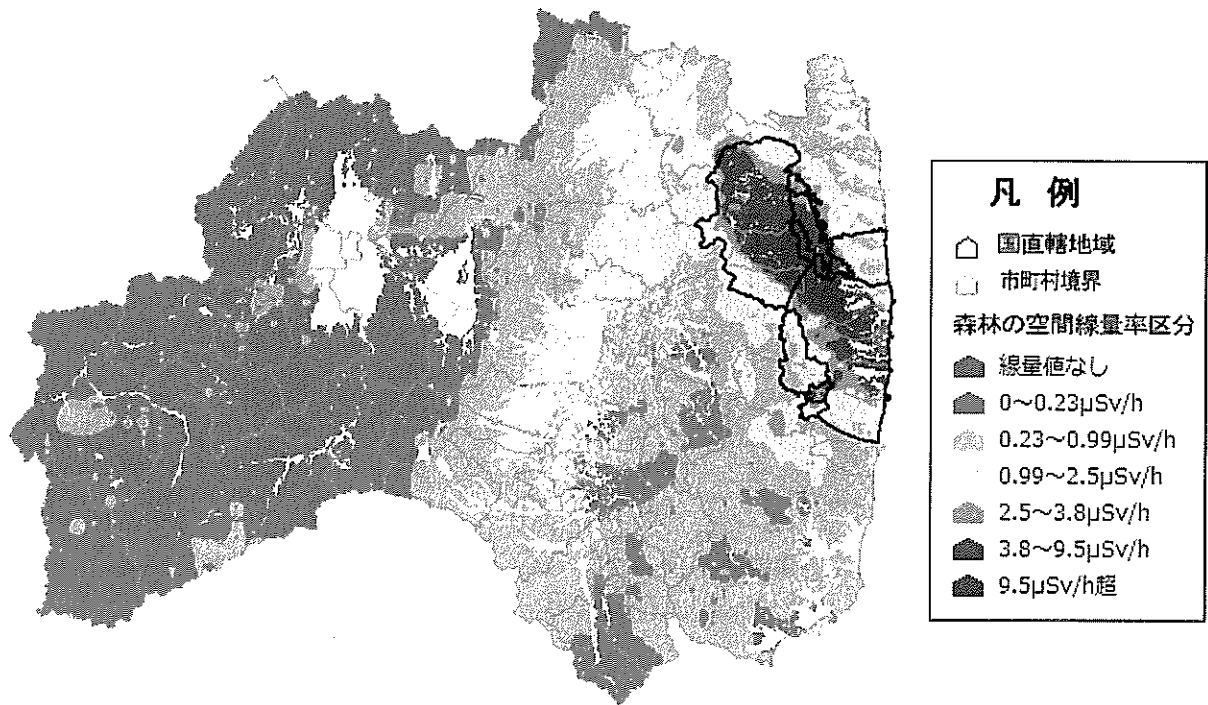 凡 例
国直轄地域
市町村境界
森林の空間線量率区分
線量値なし
0～0.23μSv/h
0.23～0.99μSv/h
0.99～2.5μSv/h
2.5～3.8μSv/h
3.8～9.5μSv/h
9.5μSv/h超